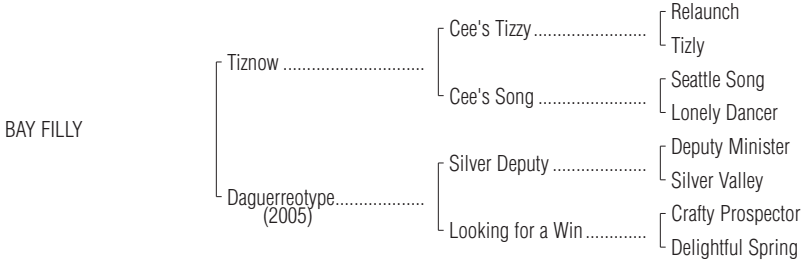 Relaunch
Cee's Tizzy........................
Tizly
Tiznow ..............................
Seattle Song
Cee's Song .......................
Lonely Dancer
BAY FILLY
Deputy Minister
Silver Deputy ....................
Silver Valley
Daguerreotype...................
(2005)
Crafty Prospector
Looking for a Win.............
Delightful Spring